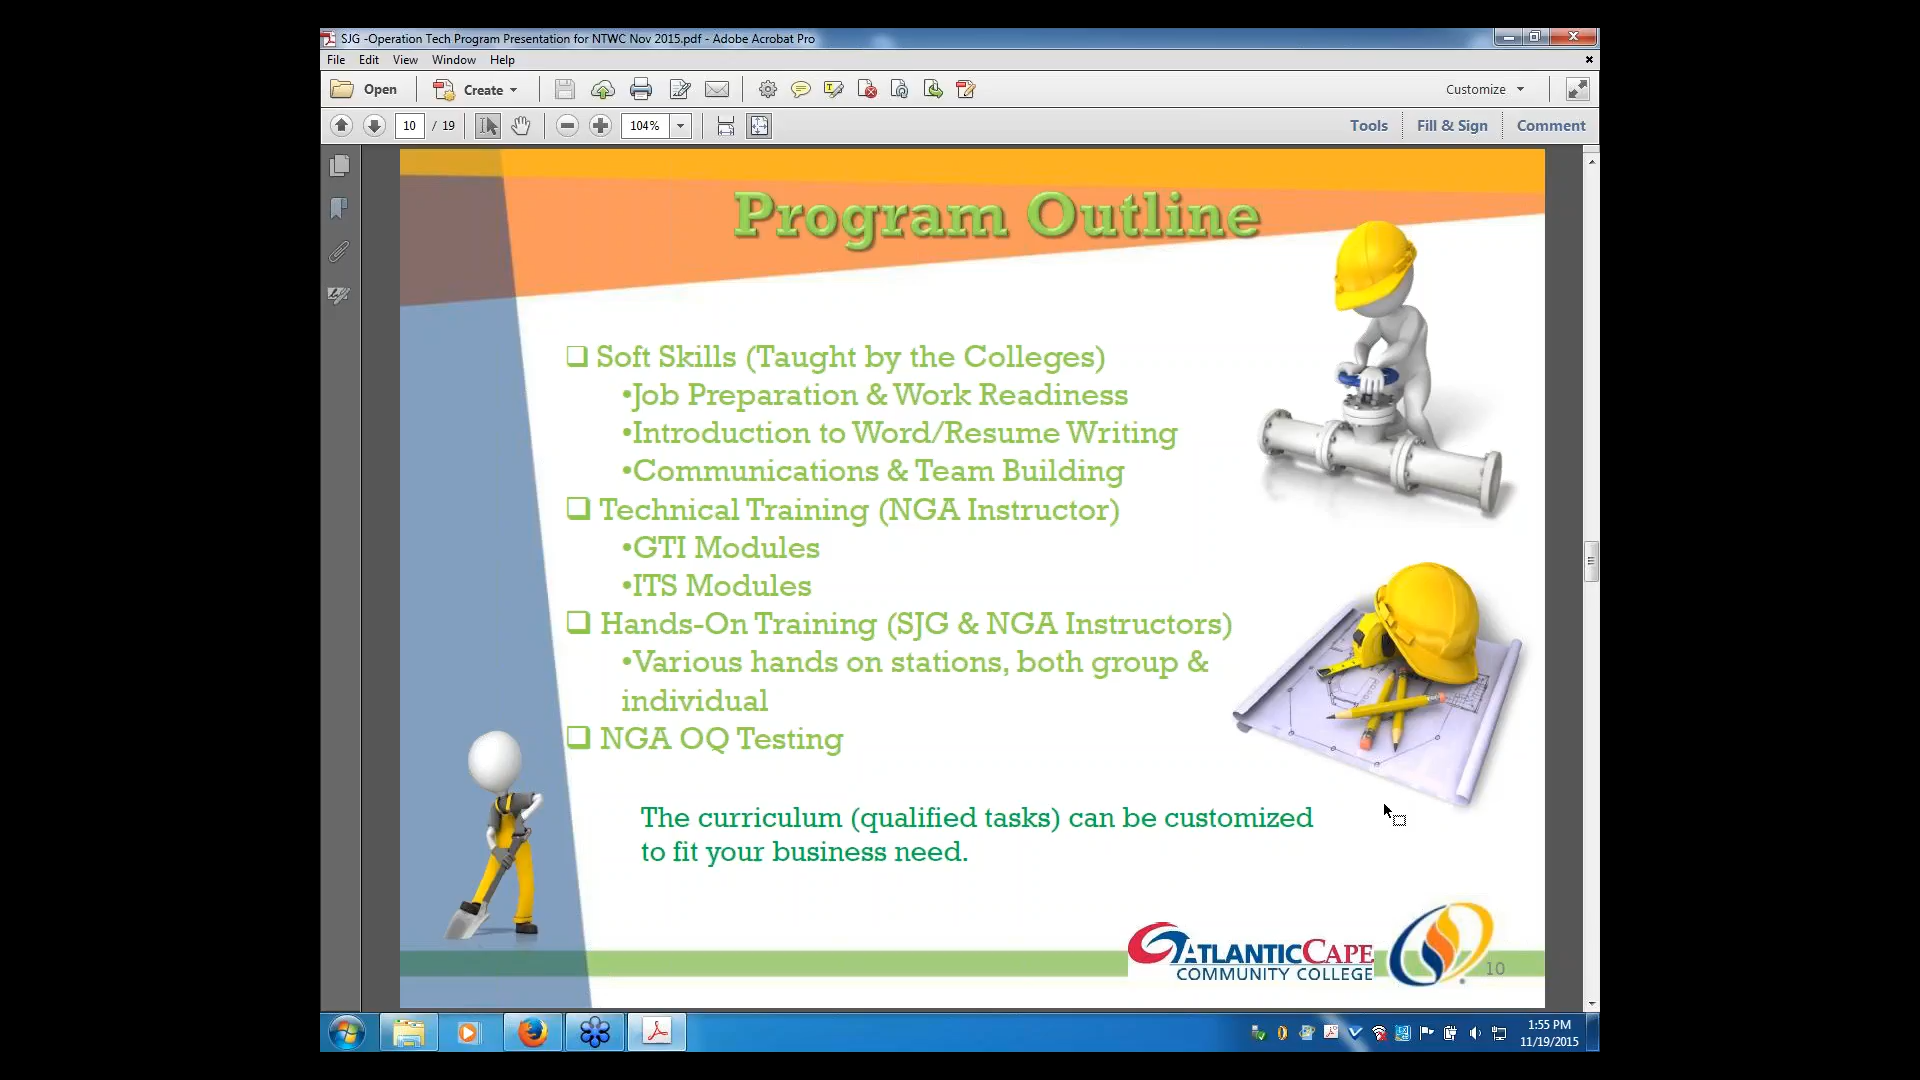 SJG -Operation Tech Program Presentation for NTWC Nov 2015.pdf - Adobe Acrobat Pro
File Edit View Window Help
Open Create Customize
10 / 19 104% Tools Fill & Sign Comment
Program Outline
Soft Skills (Taught by the Colleges)
•Job Preparation & Work Readiness
•Introduction to Word/Resume Writing
•Communications & Team Building
Technical Training (NGA Instructor)
•GTI Modules
•ITS Modules
Hands-On Training (SJG & NGA Instructors)
•Various hands on stations, both group &
individual
NGA OQ Testing
The curriculum (qualified tasks) can be customized
to fit your business need.
ATLANTICCAPE
COMMUNITY COLLEGE
10
1:55 PM
11/19/2015